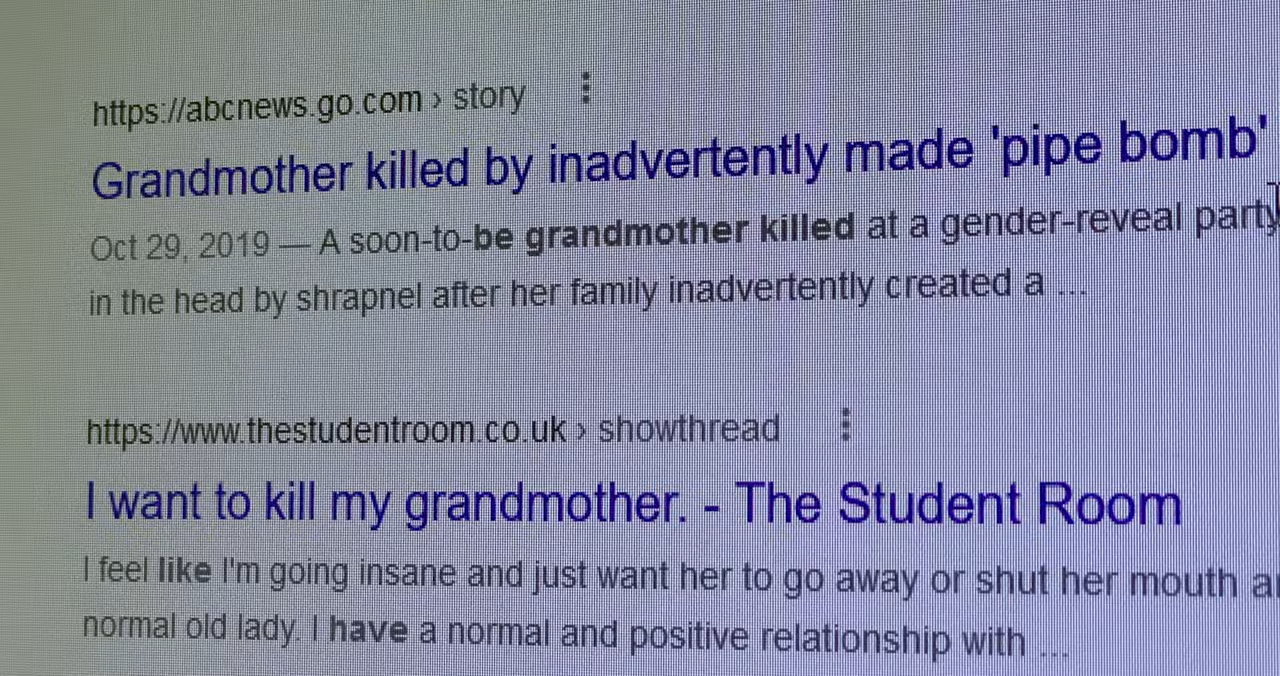 https://abcnews.go.com › story
Grandmother killed by inadvertently made 'pipe bomb'
Oct 29, 2019 — A soon-to-be grandmother killed at a gender-reveal party
in the head by shrapnel after her family inadvertently created a ...
https://www.thestudentroom.co.uk › showthread
I want to kill my grandmother. - The Student Room
I feel like I'm going insane and just want her to go away or shut her mouth
normal old lady. I have a normal and positive relationship with ...